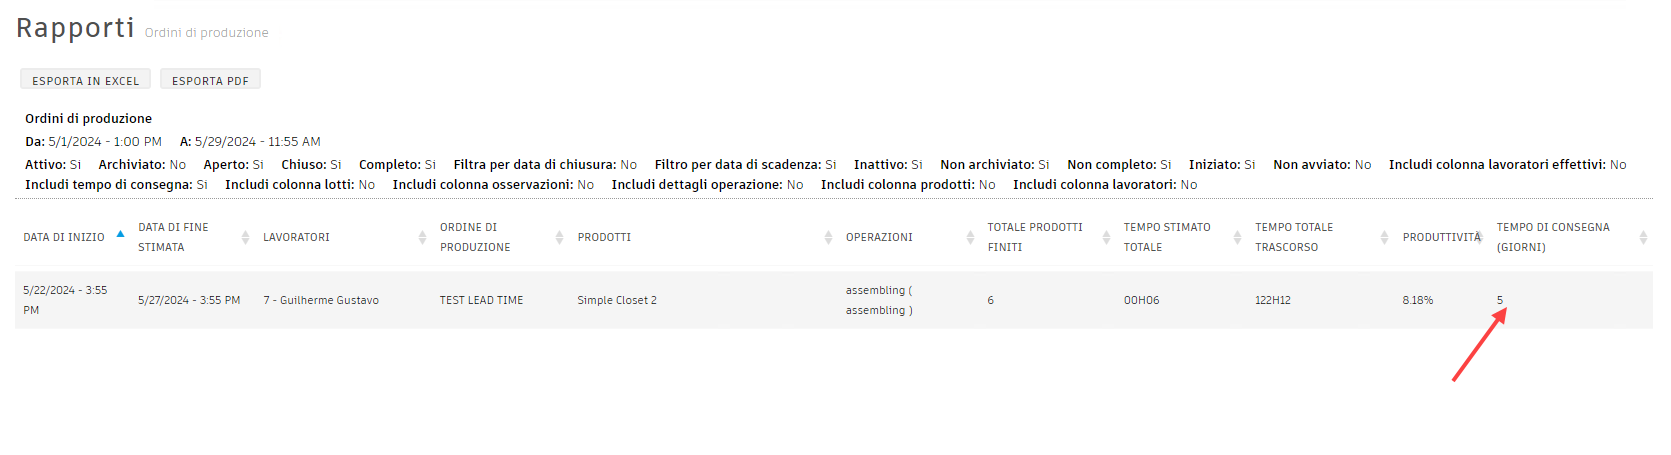 Rapporti Ordini di produzione
ESPORTA IN EXCEL ESPORTA PDF
Ordini di produzione
Da: 5/1/2024 - 1:00 PM A: 5/29/2024 - 11:55 AM
Attivo: Sì Archiviato: No Aperto: Sì Chiuso: Sì Completo: Sì Filtra per data di chiusura: No Filtro per data di scadenza: Sì Inattivo: Sì Non archiviato: Sì Non completo: Sì Iniziato: Sì Non avviato: No Includi colonna lavoratori effettivi: No
Includi tempo di consegna: Sì Includi colonna lotti: No Includi colonna osservazioni: No Includi dettagli operazione: No Includi colonna prodotti: No Includi colonna lavoratori: No
DATA DI INIZIO
DATA DI FINE
STIMATA
LAVORATORI
ORDINE DI
PRODUZIONE
PRODOTTI
OPERAZIONI
TOTALE PRODOTTI
FINITI
TEMPO STIMATO
TOTALE
TEMPO TOTALE
TRASCORSO
PRODUTTIVITÀ
TEMPO DI CONSEGNA
(GIORNI)
5/22/2024 - 3:55
PM
5/27/2024 - 3:55 PM
7 - Guilherme Gustavo
TEST LEAD TIME
Simple Closet 2
assembling (
assembling )
6
00H06
122H12
8.18%
5